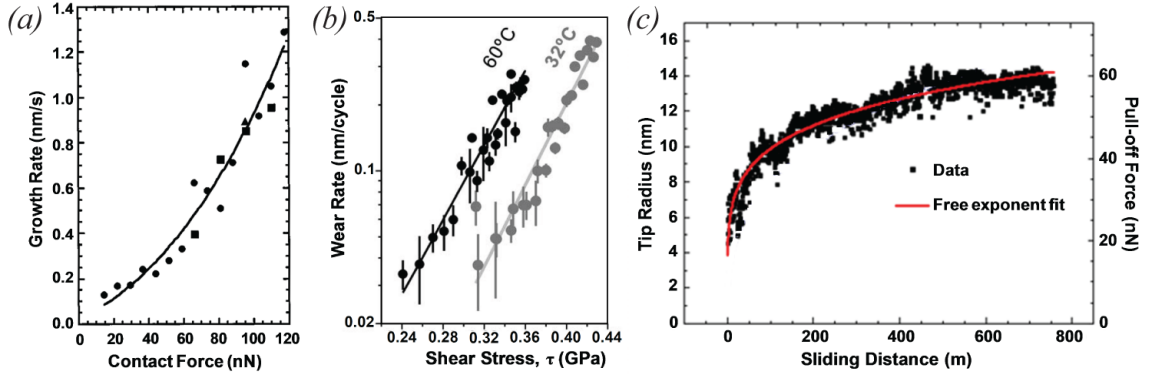 (a)
Growth Rate (nm/s)
1.4
1.2
1.0
0.8
0.6
0.4
0.2
0.0
0 20 40 60 80 100 120
Contact Force (nN)
(b)
Wear Rate (nm/cycle)
0.5
0.1
0.02
60°C
32°C
0.24 0.28 0.32 0.36 0.40 0.44
Shear Stress, τ (GPa)
(c)
Tip Radius (nm)
16
14
12
10
8
6
4
2
0
Data
Free exponent fit
0 200 400 600 800
Sliding Distance (m)
60
40
20
0
Pull-off Force (nN)